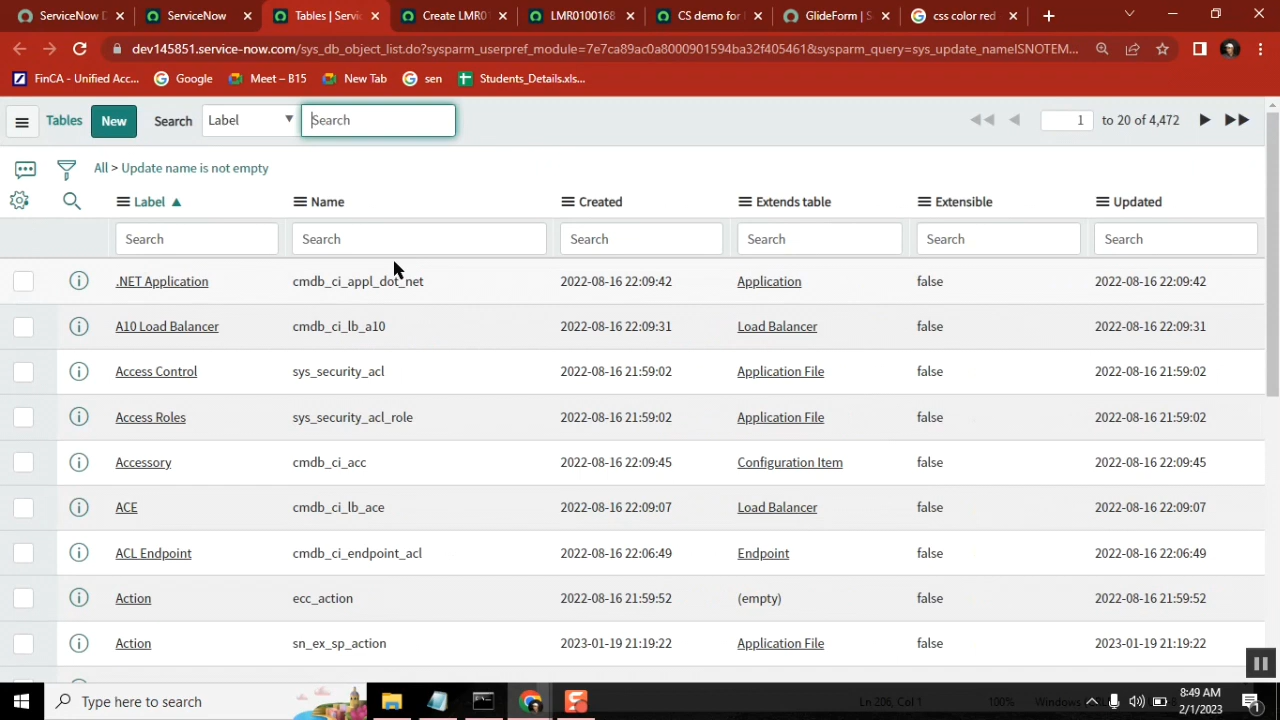 ServiceNow D
ServiceNow
Tables | Servic
Create LMR01
LMR0100168
CS demo for
GlideForm | S
css color red
dev145851.service-now.com/sys_db_object_list.do?sysparm_userpref_module=7e7ca89ac0a8000901594ba32f405461&sysparm_query=sys_update_nameISNOTEM...
FinCA - Unified Acc...
Google
Meet – B15
New Tab
sen
Students_Details.xls...
Tables New Search Label Search 1 to 20 of 4,472
All > Update name is not empty
Label Name Created Extends table Extensible Updated
Search Search Search Search Search Search
.NET Application cmdb_ci_appl_dot_net 2022-08-16 22:09:42 Application false 2022-08-16 22:09:42
A10 Load Balancer cmdb_ci_lb_a10 2022-08-16 22:09:31 Load Balancer false 2022-08-16 22:09:31
Access Control sys_security_acl 2022-08-16 21:59:02 Application File false 2022-08-16 21:59:02
Access Roles sys_security_acl_role 2022-08-16 21:59:02 Application File false 2022-08-16 21:59:02
Accessory cmdb_ci_acc 2022-08-16 22:09:45 Configuration Item false 2022-08-16 22:09:45
ACE cmdb_ci_lb_ace 2022-08-16 22:09:07 Load Balancer false 2022-08-16 22:09:07
ACL Endpoint cmdb_ci_endpoint_acl 2022-08-16 22:06:49 Endpoint false 2022-08-16 22:06:49
Action ecc_action 2022-08-16 21:59:52 (empty) false 2022-08-16 21:59:52
Action sn_ex_sp_action 2023-01-19 21:19:22 Application File false 2023-01-19 21:19:22
Type here to search
Ln 206, Col 1 100% Windows
8:49 AM
2/1/2023